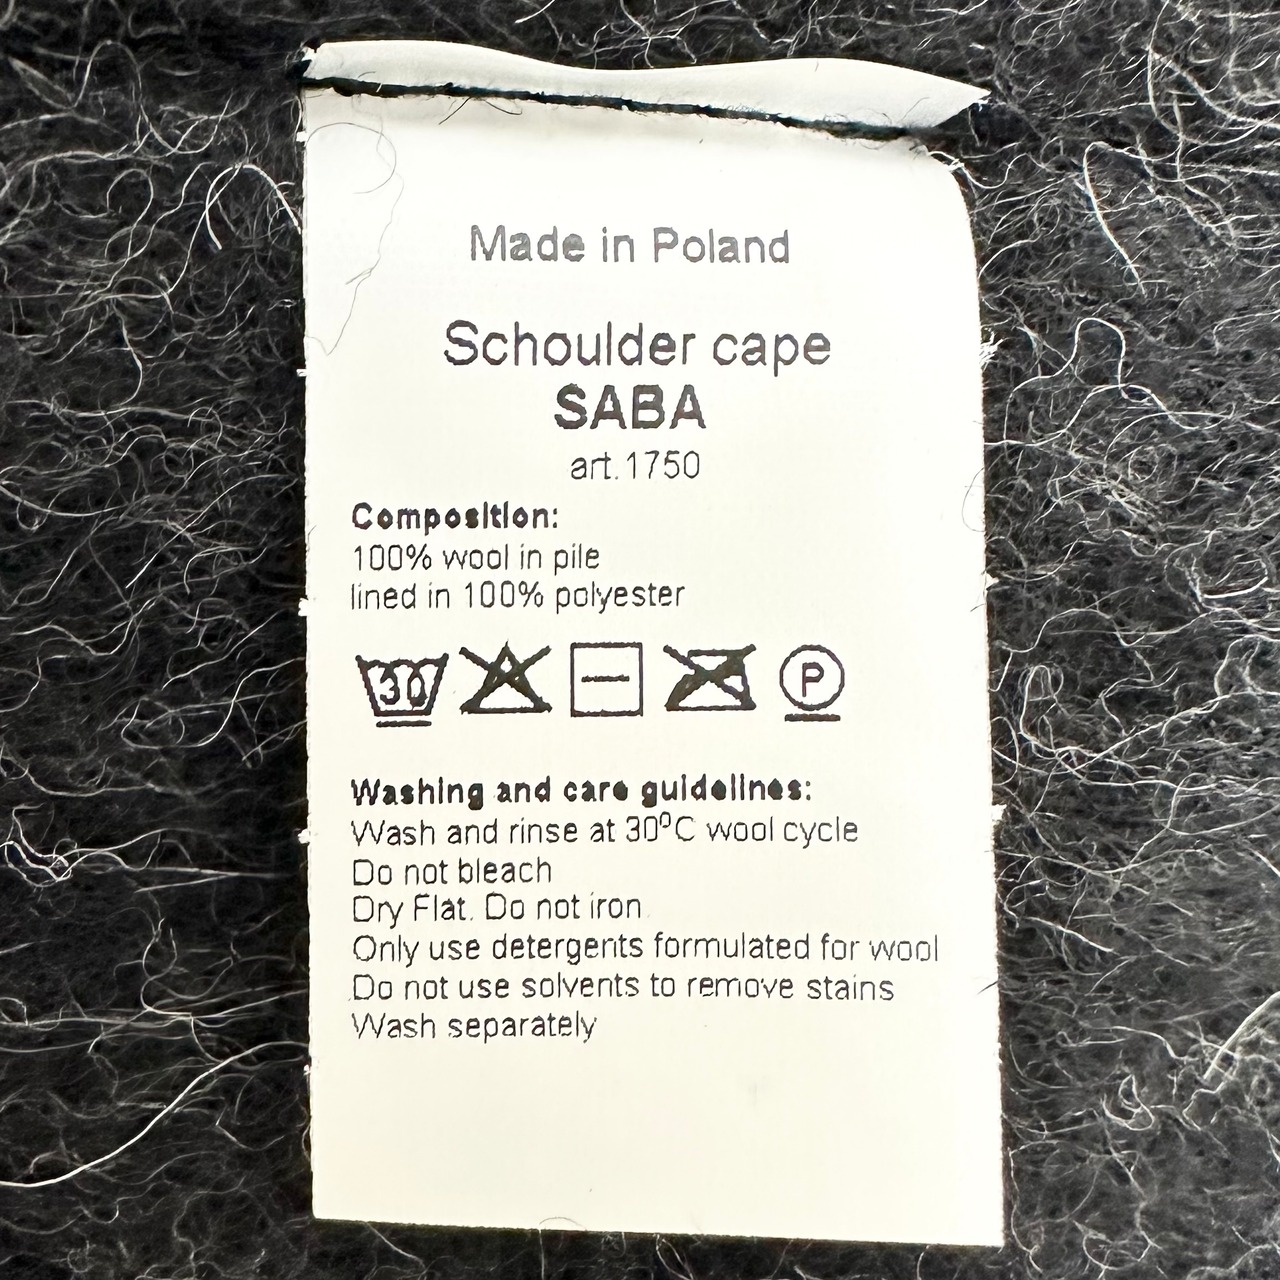 Made in Poland
Schoulder cape
SABA
art.1750
Composition:
100% wool in pile
lined in 100% polyester
30 P
Washing and care guidelines:
Wash and rinse at 30ºC wool cycle
Do not bleach
Dry Flat. Do not iron
Only use detergents formulated for wool
Do not use solvents to remove stains
Wash separately